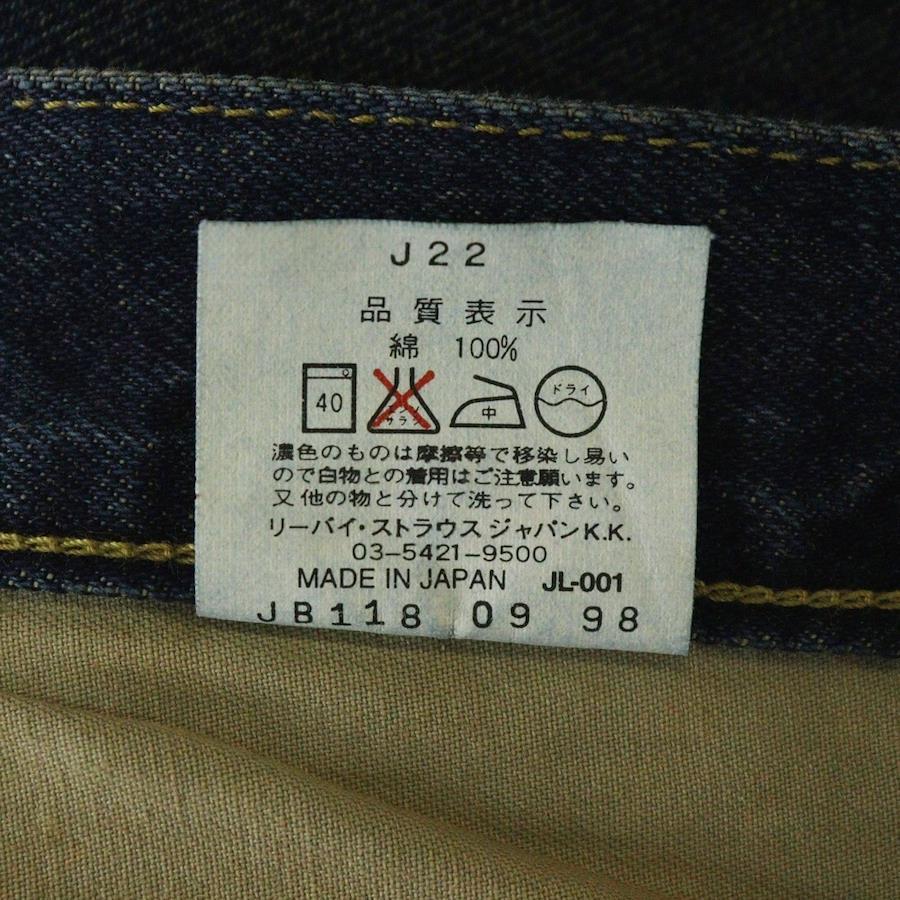 J22
品質表示
綿 100%
40 エンソサラシ 中 ドライ
濃色のものは摩擦等で移染し易い
ので白物との着用はご注意願います。
又他の物と分けて洗って下さい。
リーバイ・ストラウス ジャパンK.K.
03-5421-9500
MADE IN JAPAN JL-001
JB118 09 98